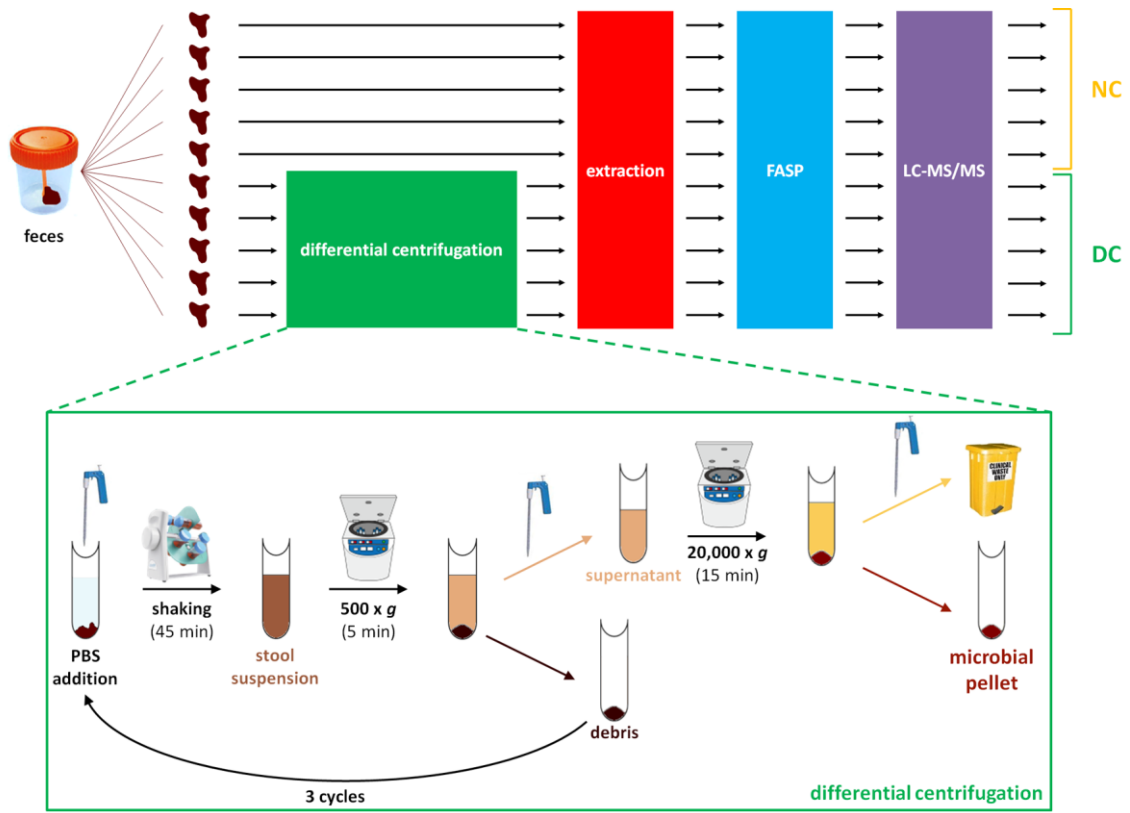 NC
extraction
FASP
LC-MS/MS
feces
differential centrifugation
DC
CLINICAL
WASTE
ONLY
supernatant
20,000 x g
(15 min)
shaking
(45 min)
500 x g
(5 min)
PBS
addition
stool
suspension
microbial
pellet
debris
3 cycles
differential centrifugation